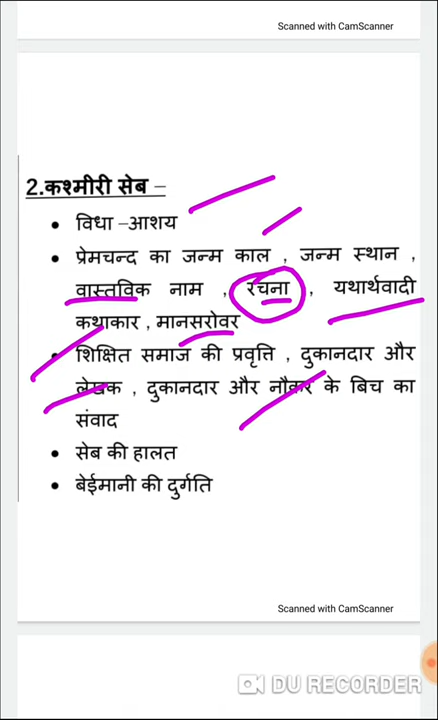 Scanned with CamScanner
2.कश्मीरी सेब –
• विधा –आशय
• प्रेमचन्द का जन्म काल , जन्म स्थान ,
वास्तविक नाम , रचना , यथार्थवादी
कथाकार , मानसरोवर
• शिक्षित समाज की प्रवृत्ति , दुकानदार और
लेखक , दुकानदार और नौकर के बिच का
संवाद
• सेब की हालत
• बेईमानी की दुर्गति
Scanned with CamScanner
DU RECORDER